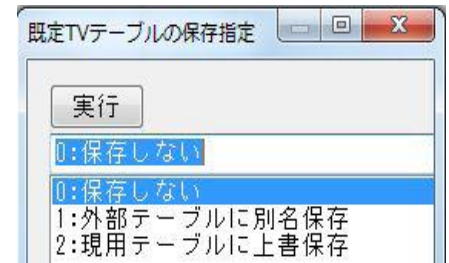 既定TVテーブルの保存指定
実行
0:保存しない
0:保存しない
1:外部テーブルに別名保存
2:現用テーブルに上書保存